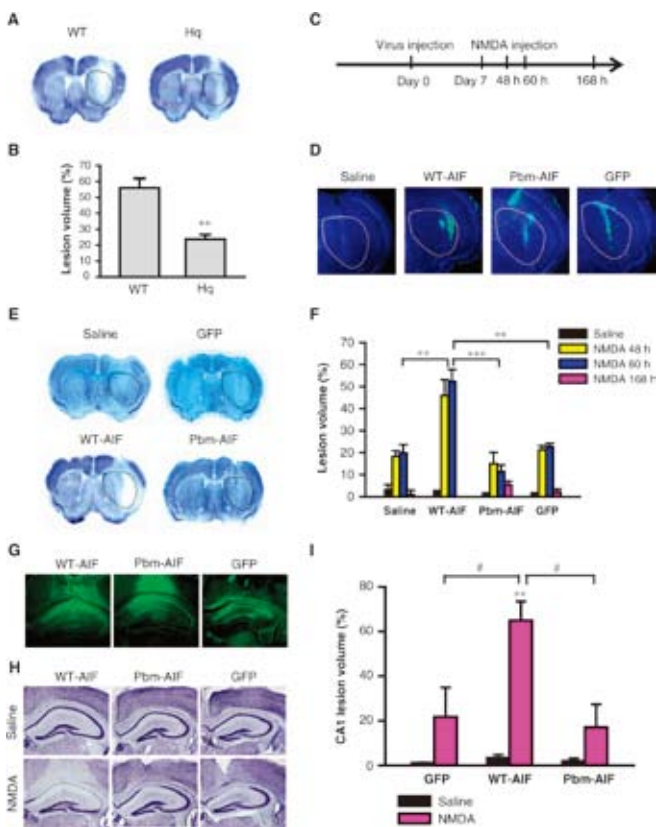 A
WT Hq
B
Lesion volume (%)
70
60
50
40
30
20
10
0
**
WT Hq
C
Virus injection NMDA injection
Day 0 Day 7 48 h 60 h 168 h
D
Saline WT-AIF Pbm-AIF GFP
E
Saline GFP
WT-AIF Pbm-AIF
F
Saline
NMDA 48 h
NMDA 60 h
NMDA 168 h
Lesion volume (%)
70
60
50
40
30
20
10
0
** *** **
Saline WT-AIF Pbm-AIF GFP
G
WT-AIF Pbm-AIF GFP
H
WT-AIF Pbm-AIF GFP
Saline
NMDA
I
CA1 lesion volume (%)
80
60
40
20
0
# #
**
GFP WT-AIF Pbm-AIF
Saline
NMDA